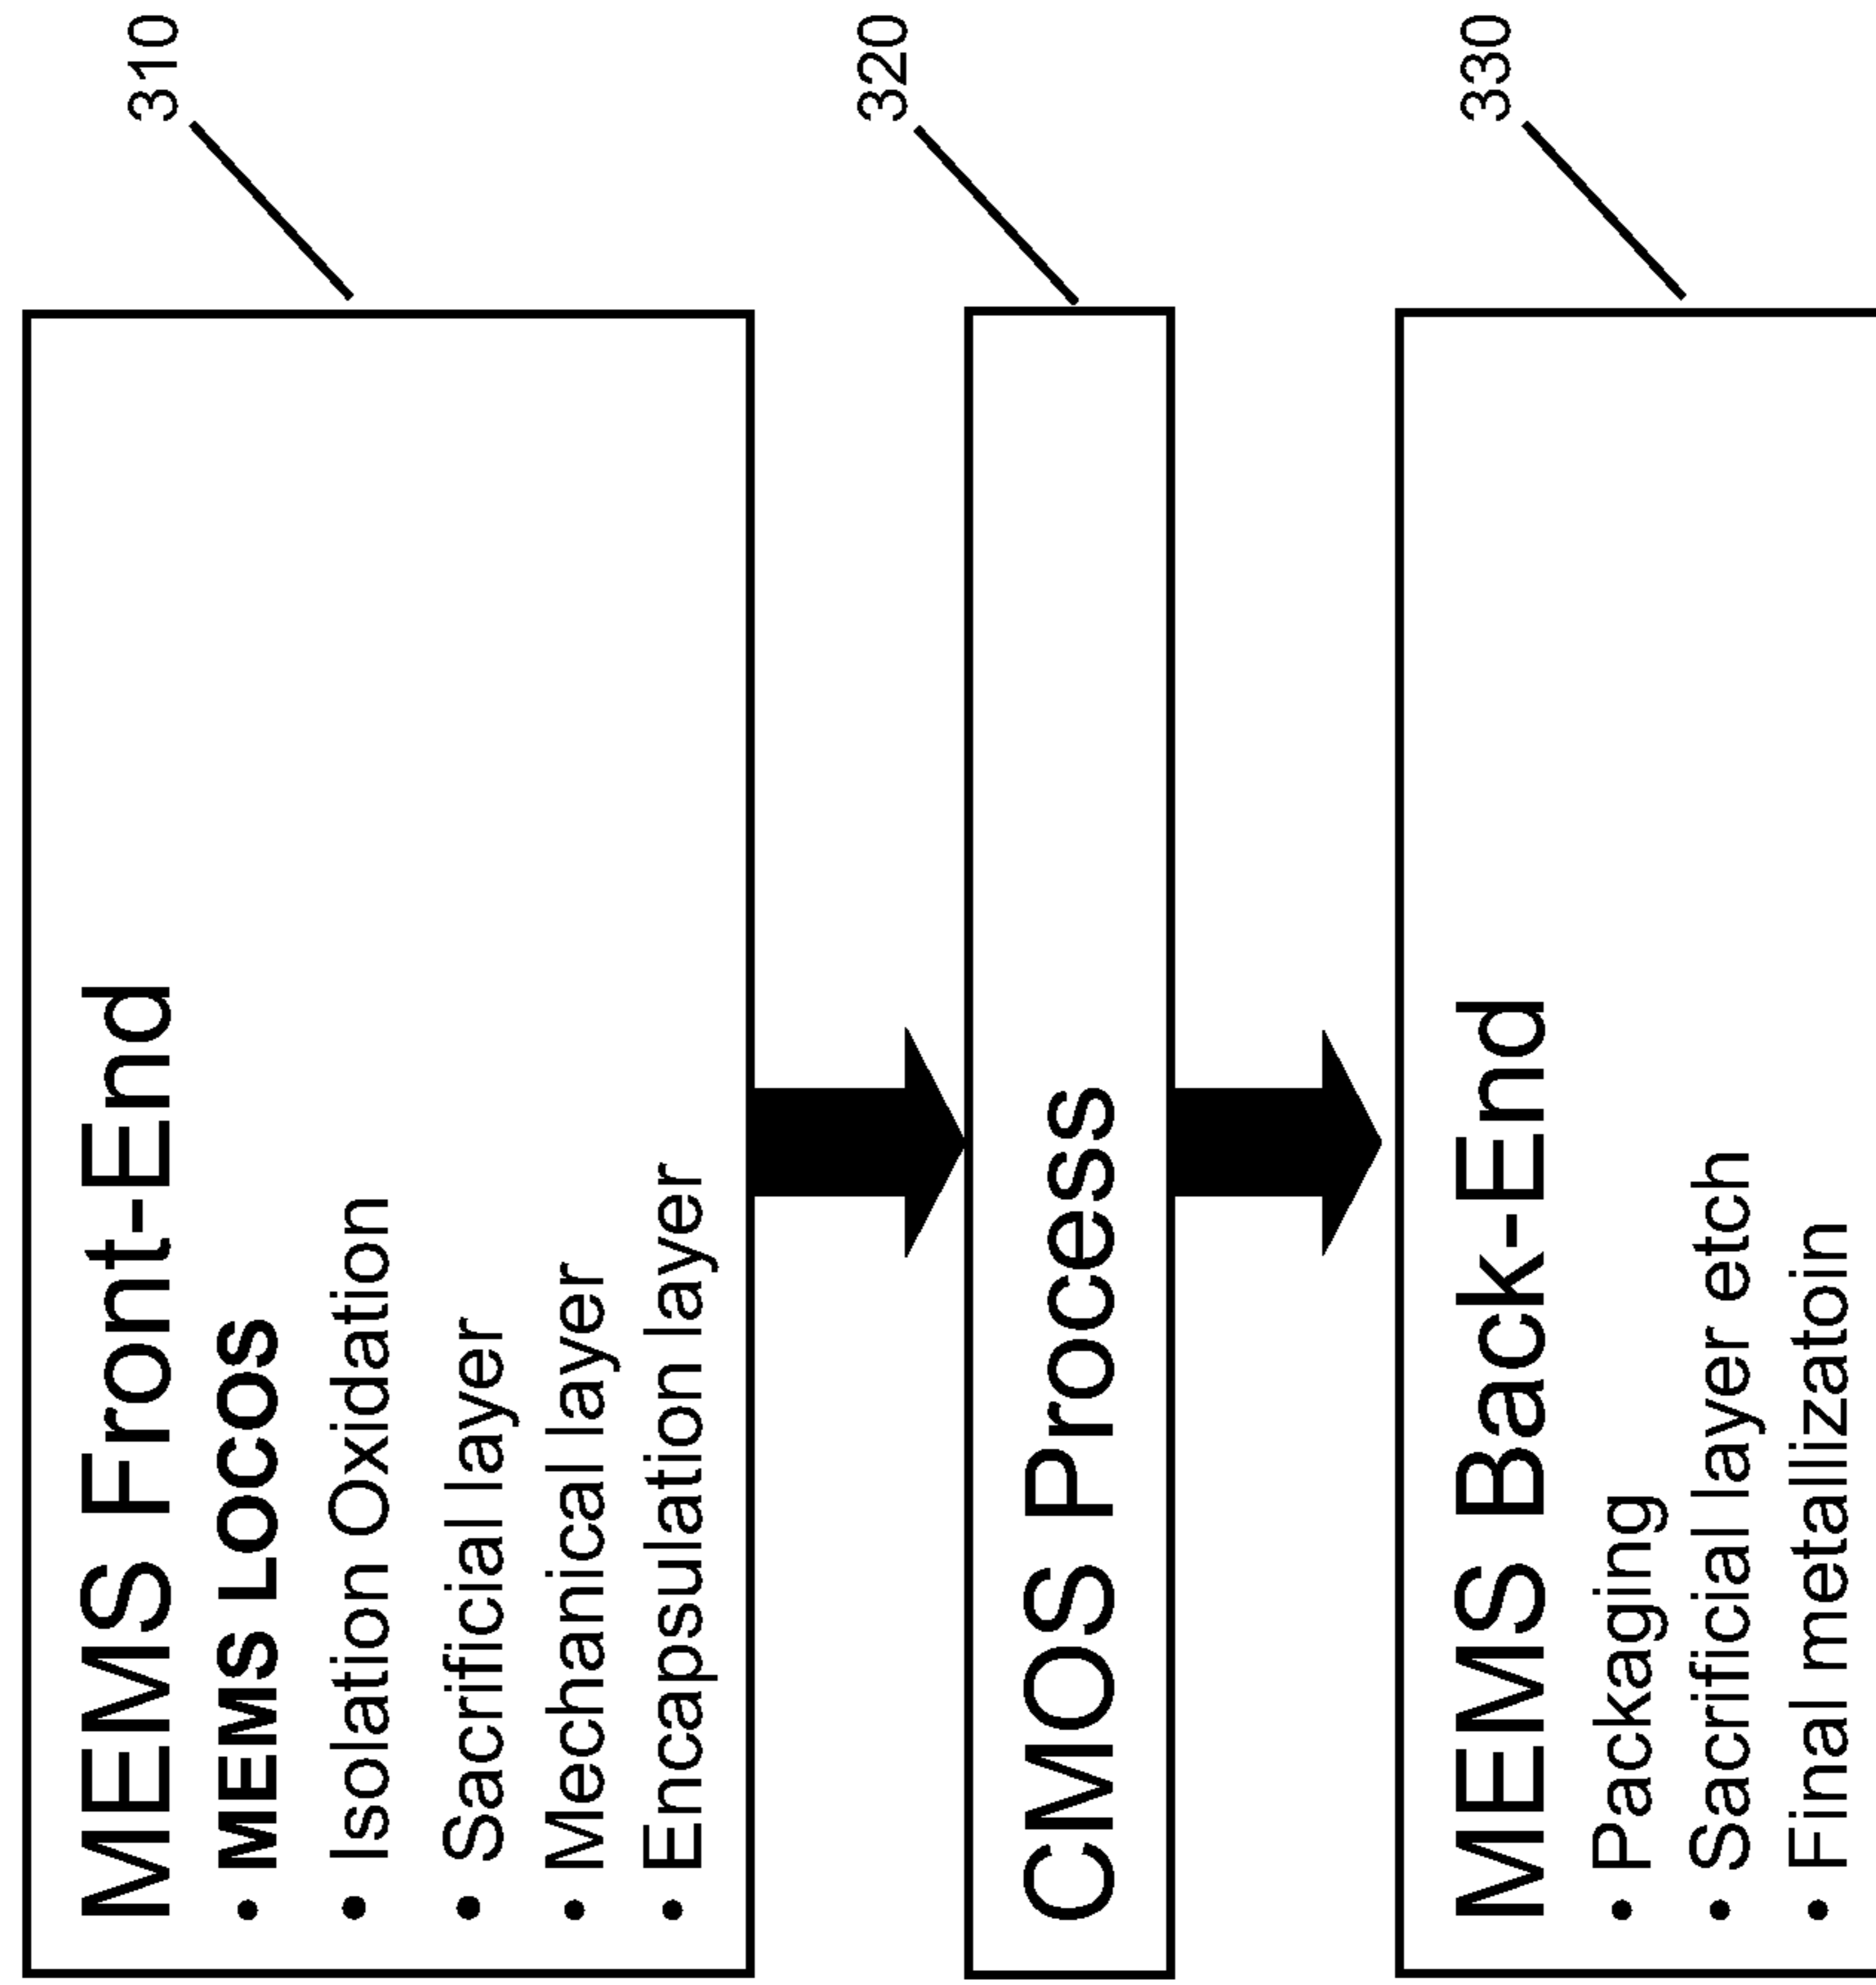 MEMS Front-End
• MEMS LOCOS
• Isolation Oxidation
• Sacrificial layer
• Mechanical layer
• Encapsulation layer
310
CMOS Process
320
MEMS Back-End
• Packaging
• Sacrificial layer etch
• Final metallizatoin
330